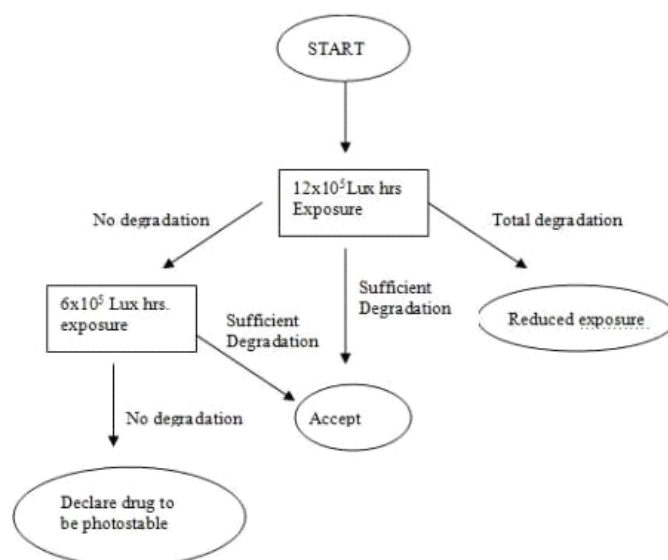 START
12x10⁵Lux hrs
Exposure
No degradation
Total degradation
6x10⁵ Lux hrs.
exposure
Sufficient
Degradation
Sufficient
Degradation
Reduced exposure
No degradation
Accept
Declare drug to
be photostable